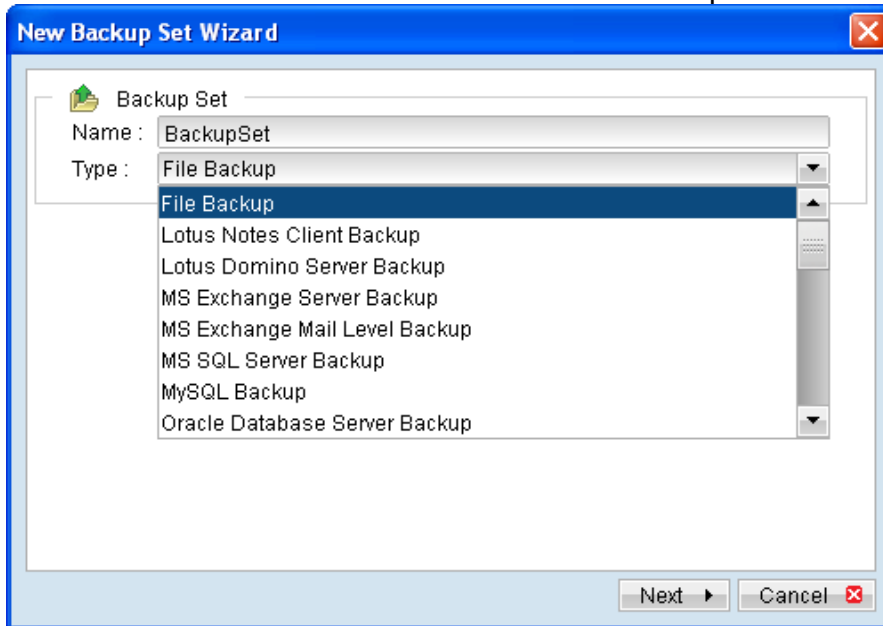 New Backup Set Wizard
Backup Set
Name : BackupSet
Type : File Backup
File Backup
Lotus Notes Client Backup
Lotus Domino Server Backup
MS Exchange Server Backup
MS Exchange Mail Level Backup
MS SQL Server Backup
MySQL Backup
Oracle Database Server Backup
Next Cancel